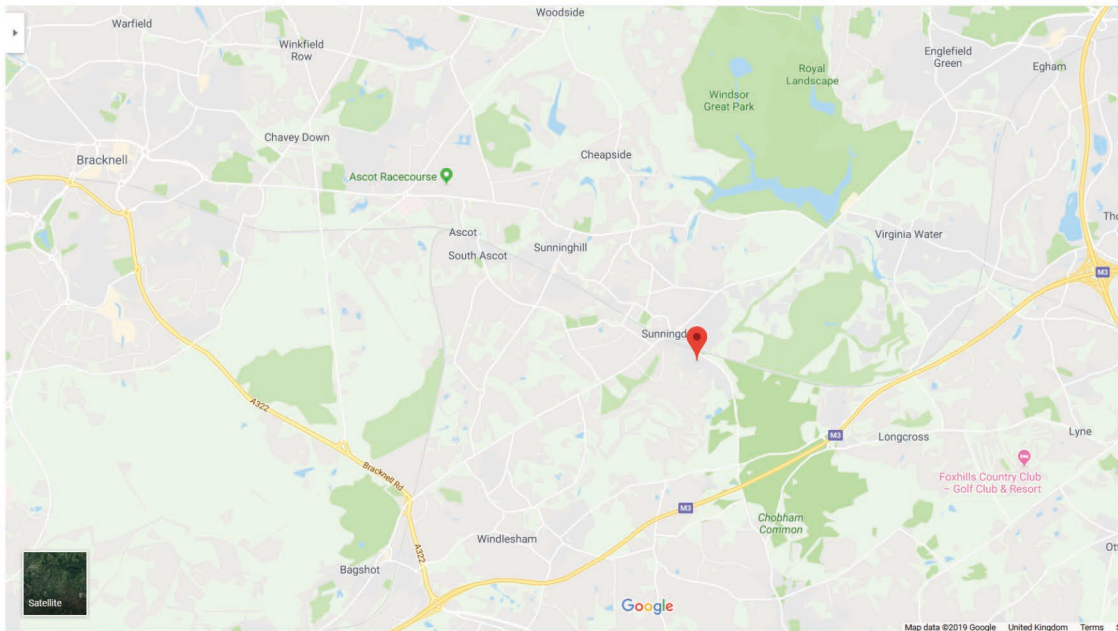 Woodside
Warfield
Winkfield
Row
Englefield
Green
Egham
Royal
Landscape
Windsor
Great Park
Chavey Down
Bracknell
Cheapside
Ascot Racecourse
Ascot
Virginia Water
South Ascot
Sunninghill
M3
Sunningd
A322
M3
Longcross
Lyne
Bracknell Rd
Foxhills Country Club
- Golf Club & Resort
M3
Chobham
Common
Windlesham
A322
Bagshot
Satellite
Google
Map data ©2019 Google United Kingdom Terms